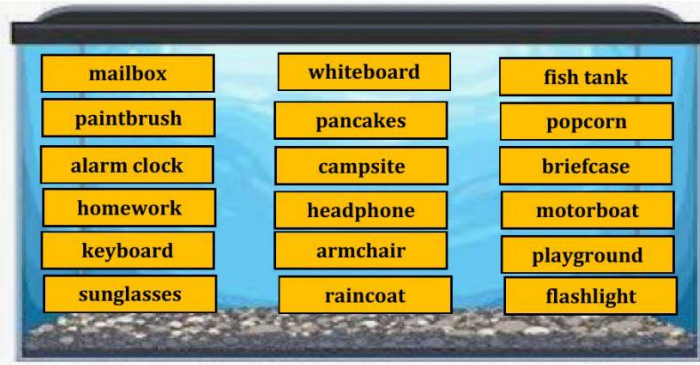 mailbox
whiteboard
fish tank
paintbrush
pancakes
popcorn
alarm clock
campsite
briefcase
homework
headphone
motorboat
keyboard
armchair
playground
sunglasses
raincoat
flashlight